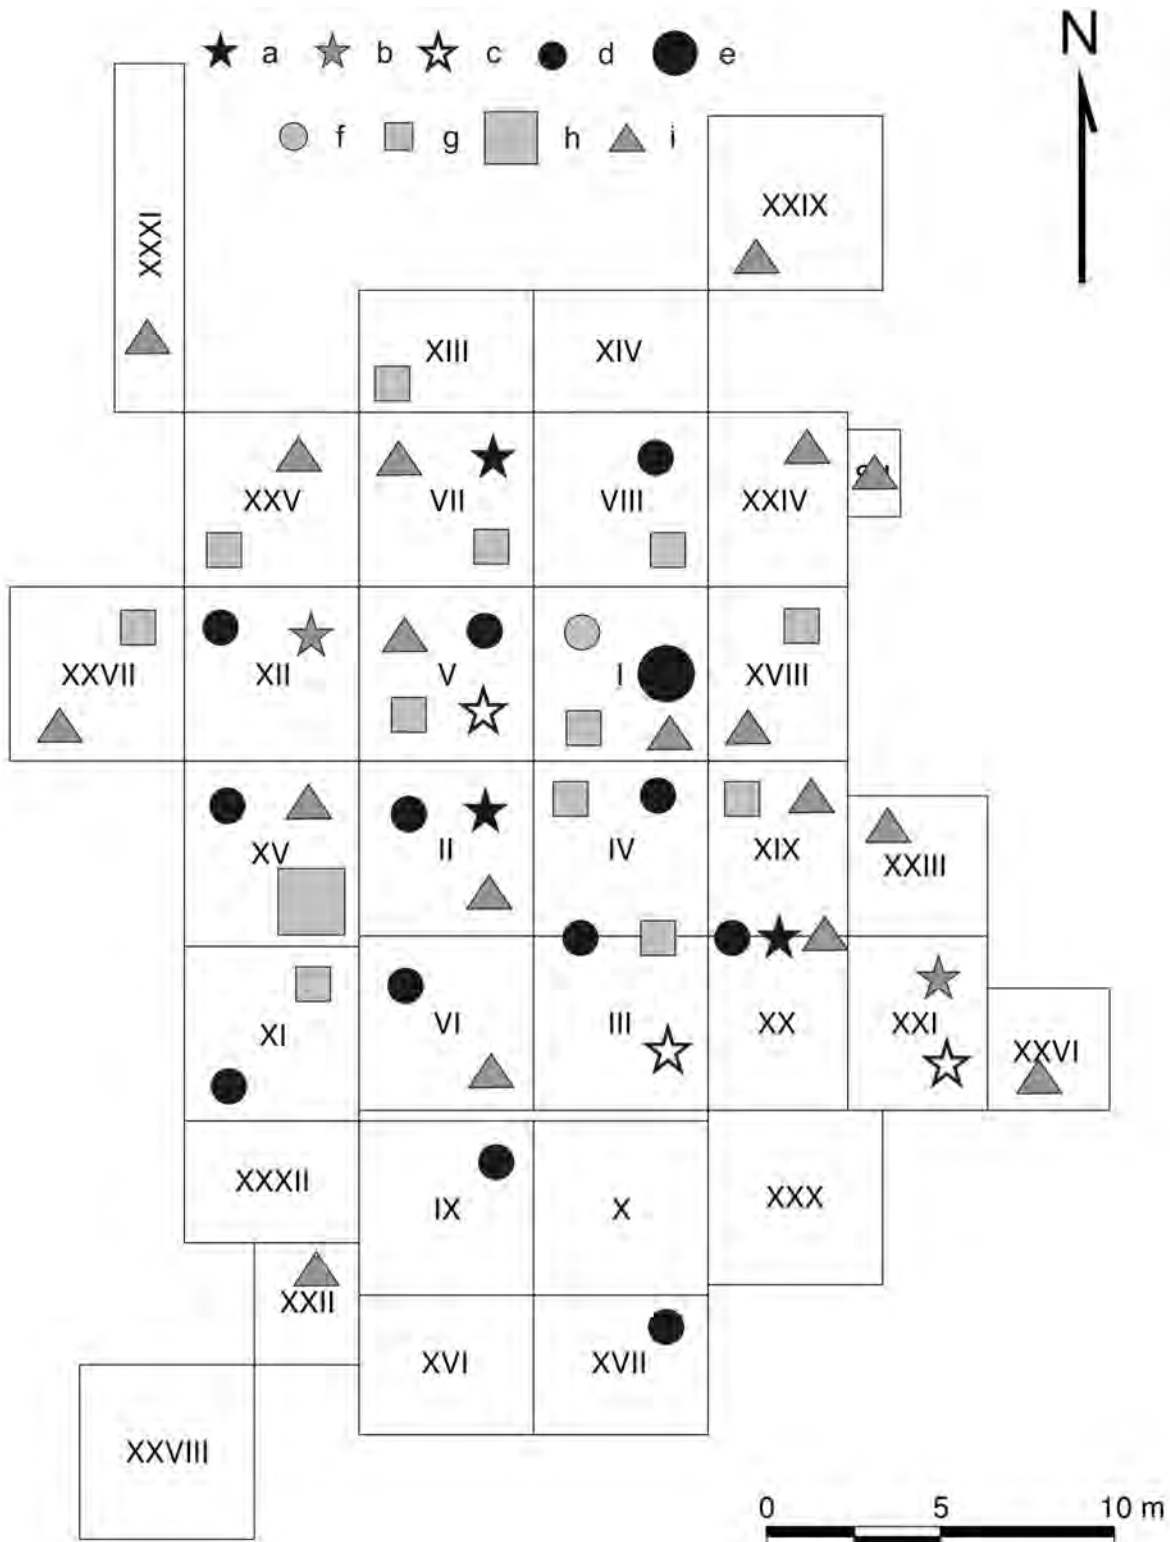 a b c d e
N
f g h i
XXIX
XXXI
XIII XIV
XXV VII VIII XXIV
XXVII XII V I XVIII
XV II IV XIX XXIII
XI VI III XX XXI XXVI
XXXII IX X XXX
XXII
XVI XVII
XXVIII
0 5 10 m